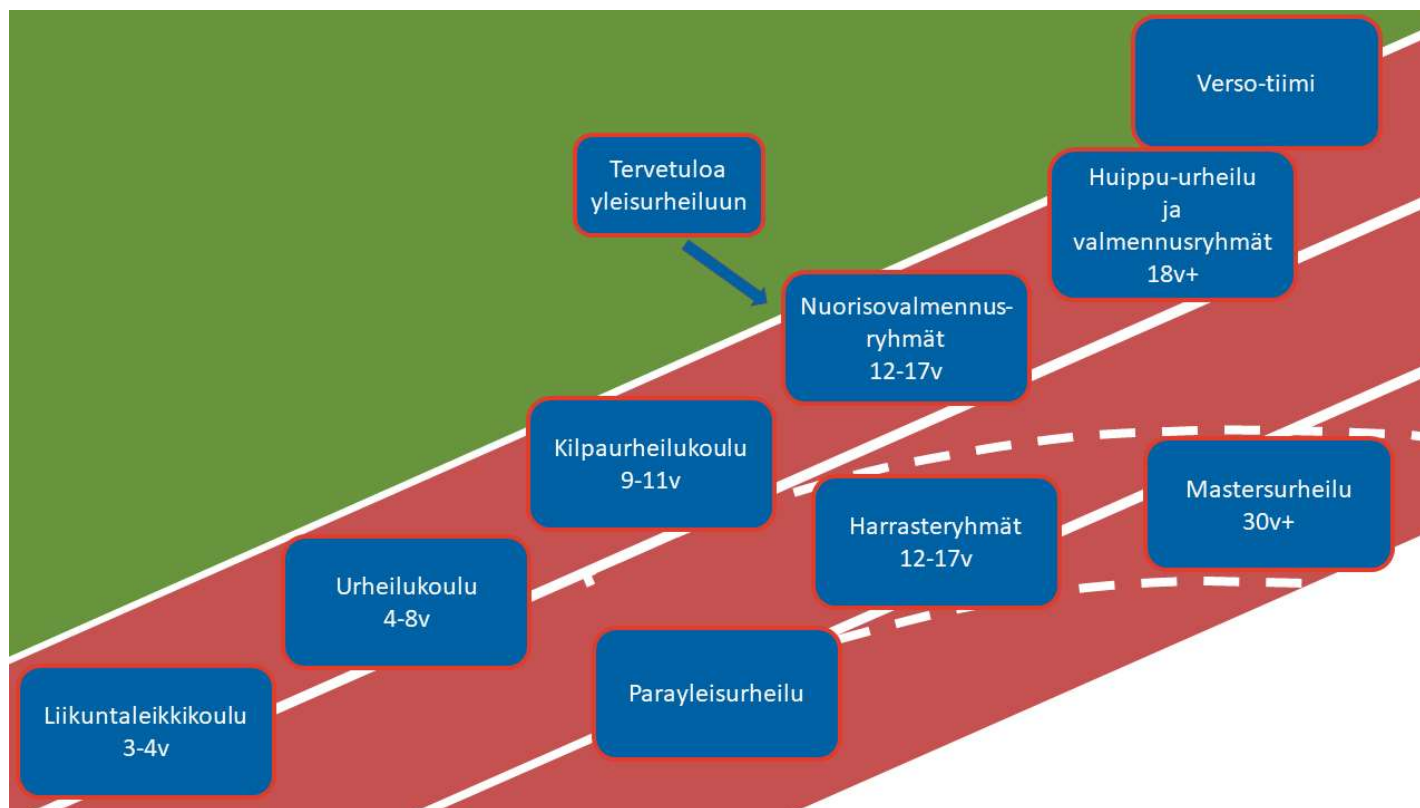 Verso-tiimi
Tervetuloa
yleisurheiluun
Huippu-urheilu
ja
valmennusryhmät
18v+
Nuorisovalmennus-
ryhmät
12-17v
Kilpaurheilukoulu
9-11v
Mastersurheilu
30v+
Harrasteryhmät
12-17v
Urheilukoulu
4-8v
Parayleisurheilu
Liikuntaleikkikoulu
3-4v